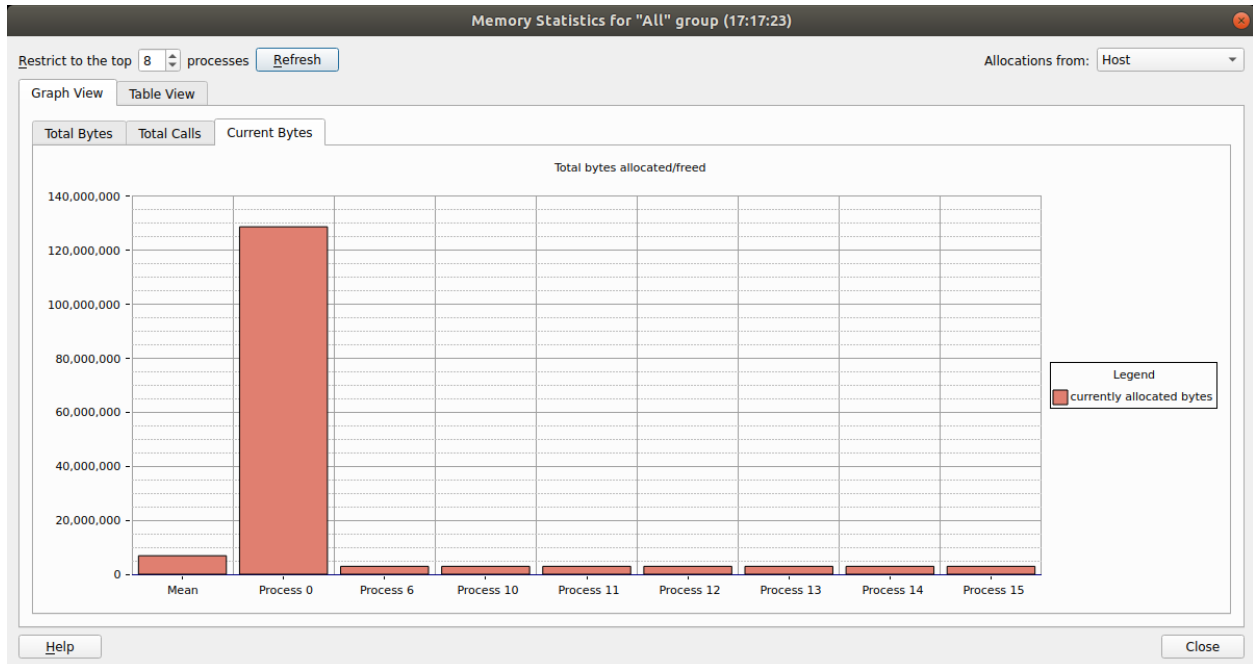 Memory Statistics for "All" group (17:17:23)
Restrict to the top 8 processes Refresh Allocations from: Host
Graph View Table View
Total Bytes Total Calls Current Bytes
Total bytes allocated/freed
140,000,000
120,000,000
100,000,000
80,000,000
60,000,000
40,000,000
20,000,000
0
Mean Process 0 Process 6 Process 10 Process 11 Process 12 Process 13 Process 14 Process 15
Legend
currently allocated bytes
Help Close